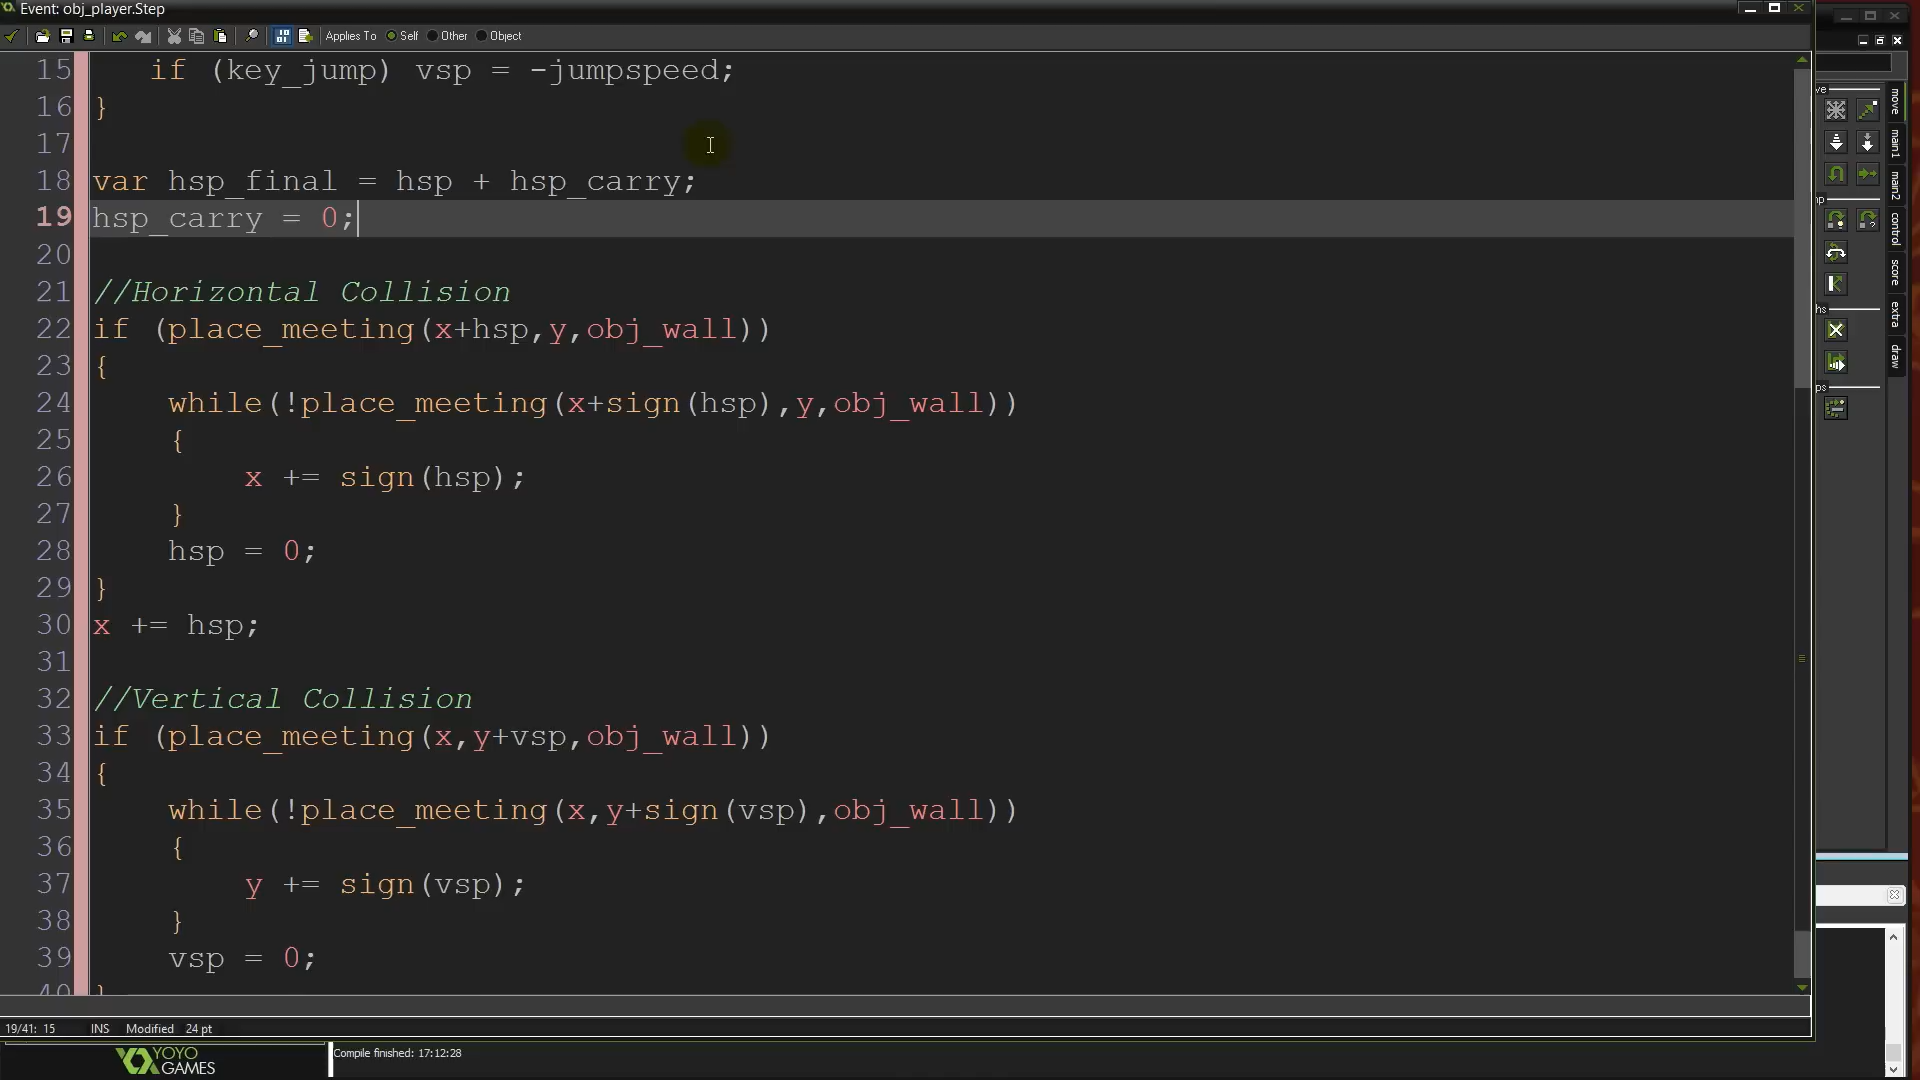 Event: obj_player.Step
Applies To Self Other Object
15 if (key_jump) vsp = -jumpspeed;
16 }
17
18 var hsp_final = hsp + hsp_carry;
19 hsp_carry = 0;
20
21 //Horizontal Collision
22 if (place_meeting(x+hsp,y,obj_wall))
23 {
24 while(!place_meeting(x+sign(hsp),y,obj_wall))
25 {
26 x += sign(hsp);
27 }
28 hsp = 0;
29 }
30 x += hsp;
31
32 //Vertical Collision
33 if (place_meeting(x,y+vsp,obj_wall))
34 {
35 while(!place_meeting(x,y+sign(vsp),obj_wall))
36 {
37 y += sign(vsp);
38 }
39 vsp = 0;
40 }
19/41: 15 INS Modified 24 pt
YOYO
GAMES
Compile finished: 17:12:28
move
main1
main2
control
score
extra
draw